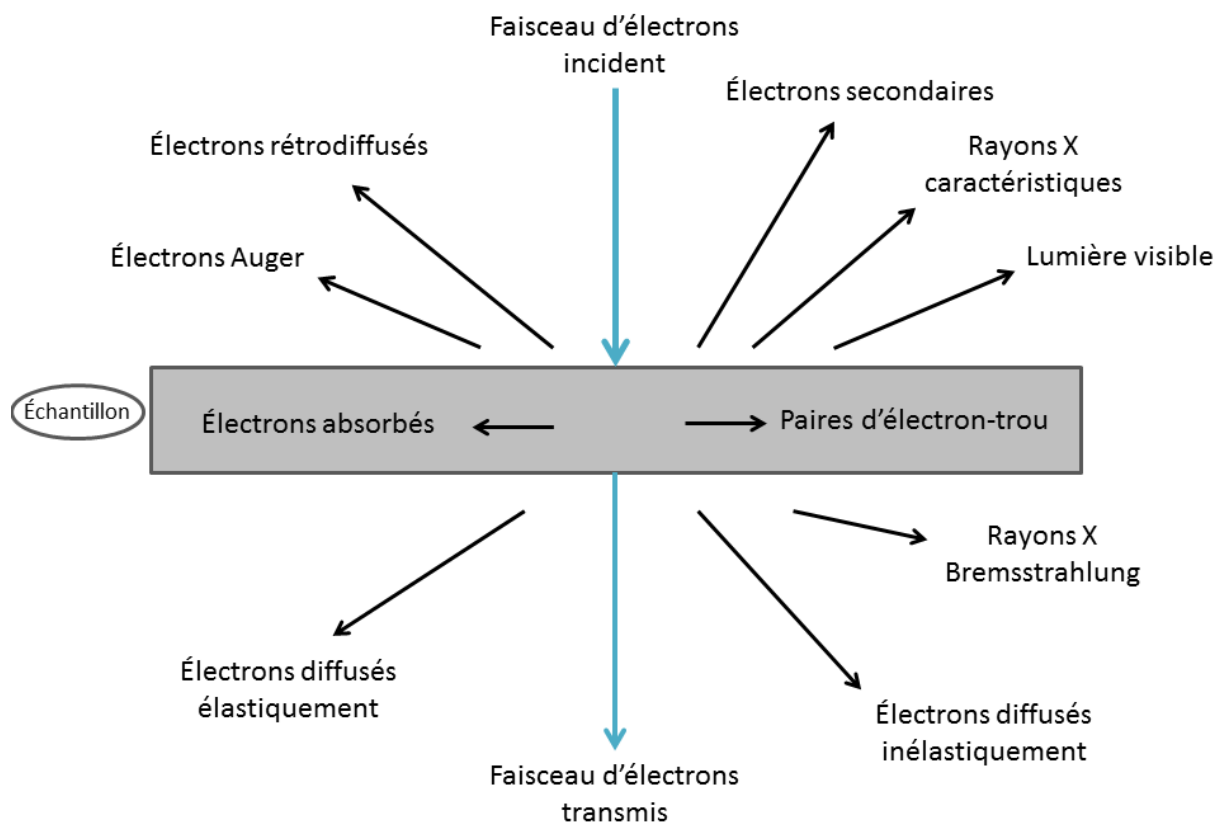 Faisceau d’électrons
incident
Électrons secondaires
Électrons rétrodiffusés
Rayons X
caractéristiques
Électrons Auger
Lumière visible
Échantillon
Électrons absorbés
Paires d’électron-trou
Rayons X
Bremsstrahlung
Électrons diffusés
élastiquement
Électrons diffusés
inélastiquement
Faisceau d’électrons
transmis